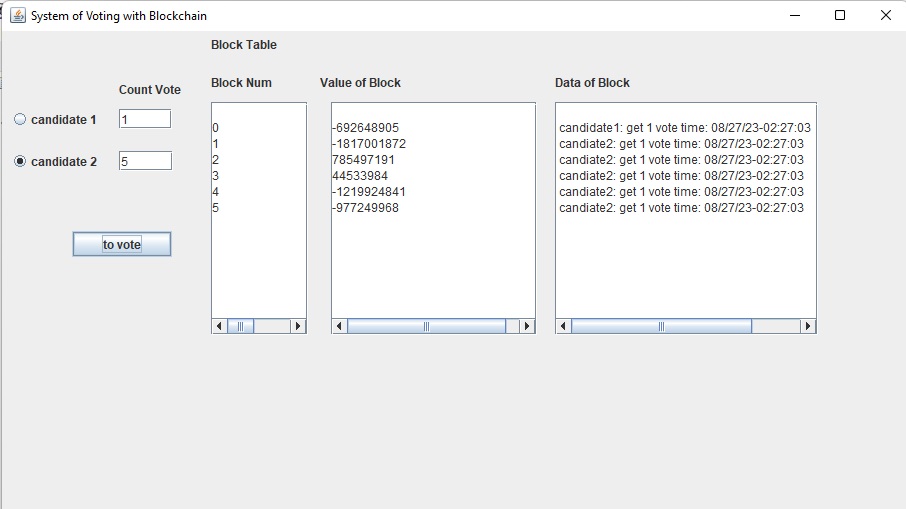 System of Voting with Blockchain
Block Table
Count Vote
Block Num
Value of Block
Data of Block
candidate 1
1
candidate 2
5
to vote
0
-692648905
candidate1: get 1 vote time: 08/27/23-02:27:03
1
-1817001872
candiate2: get 1 vote time: 08/27/23-02:27:03
2
785497191
candiate2: get 1 vote time: 08/27/23-02:27:03
3
44533984
candiate2: get 1 vote time: 08/27/23-02:27:03
4
-1219924841
candiate2: get 1 vote time: 08/27/23-02:27:03
5
-977249968
candiate2: get 1 vote time: 08/27/23-02:27:03